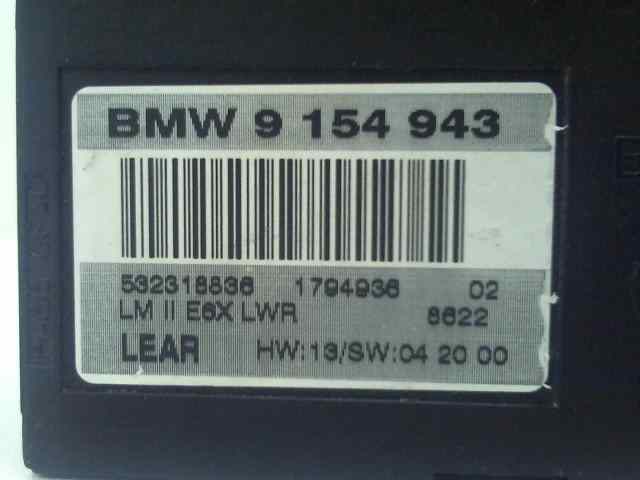 BMW 9 154 943
532318836 1794936 02
LM II E6X LWR 8622
LEAR HW:13/SW:04 20 00